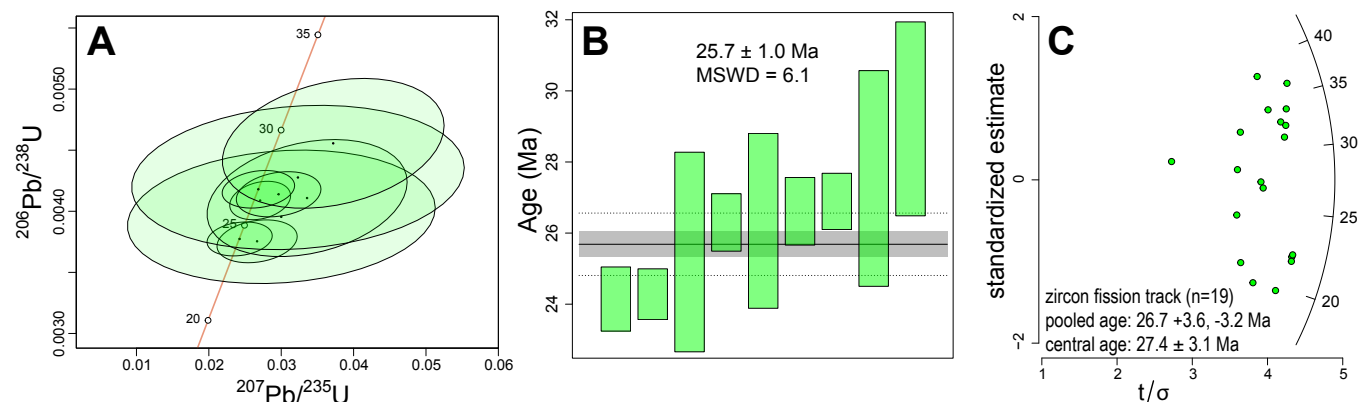 A
35
30
25
20
0.0050
0.0040
0.0030
²⁰⁶Pb/²³⁸U
0.01
0.02
0.03
0.04
0.05
0.06
²⁰⁷Pb/²³⁵U
B
25.7 ± 1.0 Ma
MSWD = 6.1
32
30
28
26
24
Age (Ma)
C
2
0
−2
standardized estimate
40
35
30
25
20
zircon fission track (n=19)
pooled age: 26.7 +3.6, -3.2 Ma
central age: 27.4 ± 3.1 Ma
1
2
3
4
5
t/σ